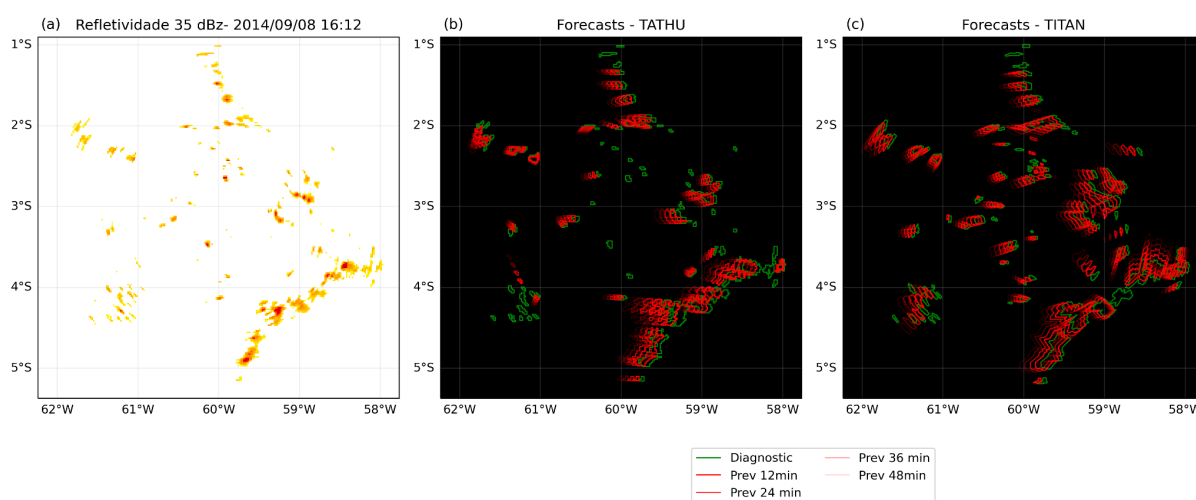 (a) Refletividade 35 dBz- 2014/09/08 16:12
1°S
2°S
3°S
4°S
5°S
62°W 61°W 60°W 59°W 58°W
(b) Forecasts - TATHU
1°S
2°S
3°S
4°S
5°S
62°W 61°W 60°W 59°W 58°W
(c) Forecasts - TITAN
1°S
2°S
3°S
4°S
5°S
62°W 61°W 60°W 59°W 58°W
Diagnostic
Prev 12min
Prev 24 min
Prev 36 min
Prev 48min